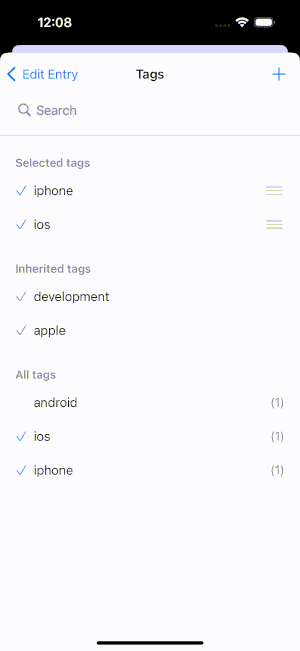 12:08
Edit Entry Tags +
Search
Selected tags
iphone
ios
Inherited tags
development
apple
All tags
android (1)
ios (1)
iphone (1)